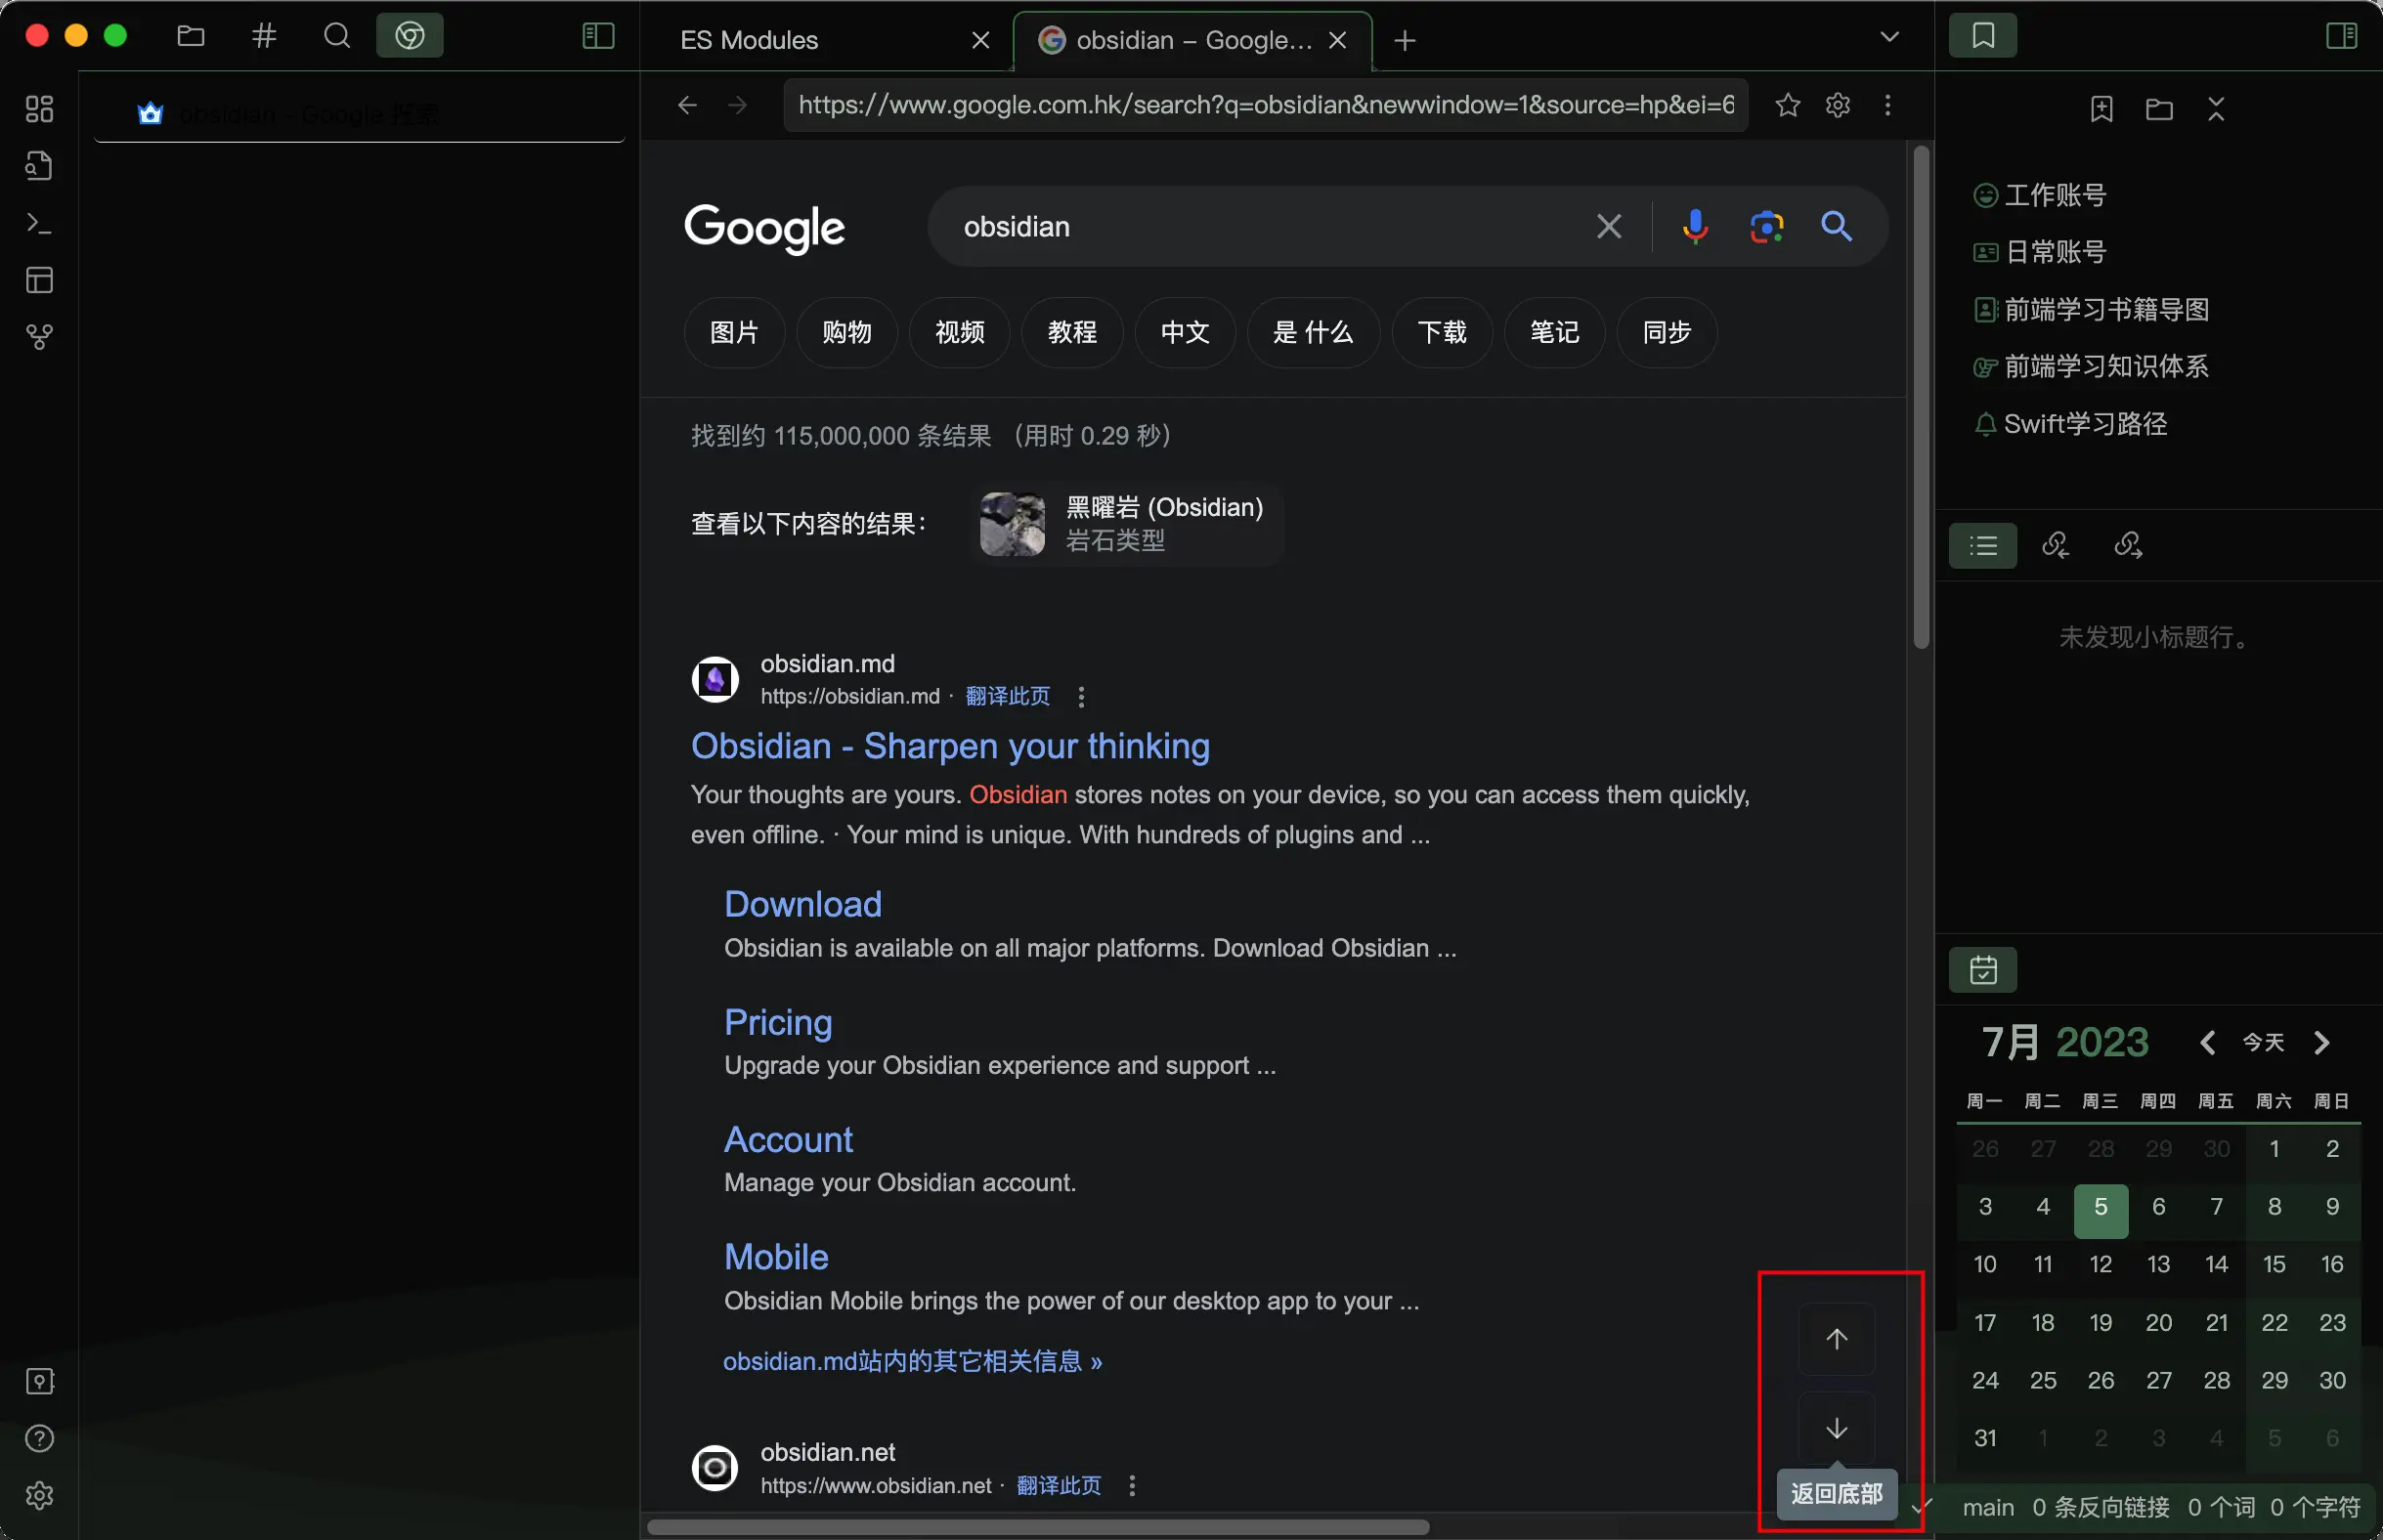 ES Modules
obsidian – Google...
obsidian – Google 搜索
https://www.google.com.hk/search?q=obsidian&newwindow=1&source=hp&ei=6
Google
obsidian
图片
购物
视频
教程
中文
是 什么
下载
笔记
同步
找到约 115,000,000 条结果 （用时 0.29 秒）
查看以下内容的结果：
黑曜岩 (Obsidian)
岩石类型
obsidian.md
https://obsidian.md · 翻译此页
Obsidian - Sharpen your thinking
Your thoughts are yours. Obsidian stores notes on your device, so you can access them quickly,
even offline. · Your mind is unique. With hundreds of plugins and ...
Download
Obsidian is available on all major platforms. Download Obsidian ...
Pricing
Upgrade your Obsidian experience and support ...
Account
Manage your Obsidian account.
Mobile
Obsidian Mobile brings the power of our desktop app to your ...
obsidian.md站内的其它相关信息 »
obsidian.net
https://www.obsidian.net · 翻译此页
返回底部
工作账号
日常账号
前端学习书籍导图
前端学习知识体系
Swift学习路径
未发现小标题行。
7月 2023
今天
周一 周二 周三 周四 周五 周六 周日
26 27 28 29 30 1 2
3 4 5 6 7 8 9
10 11 12 13 14 15 16
17 18 19 20 21 22 23
24 25 26 27 28 29 30
31 1 2 3 4 5 6
main 0 条反向链接 0 个词 0 个字符